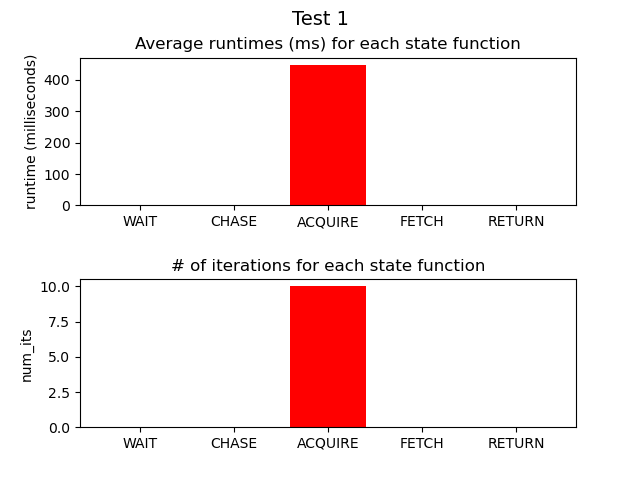 Test 1
Average runtimes (ms) for each state function
runtime (milliseconds)
400
300
200
100
0
WAIT CHASE ACQUIRE FETCH RETURN
# of iterations for each state function
num_its
10.0
7.5
5.0
2.5
0.0
WAIT CHASE ACQUIRE FETCH RETURN